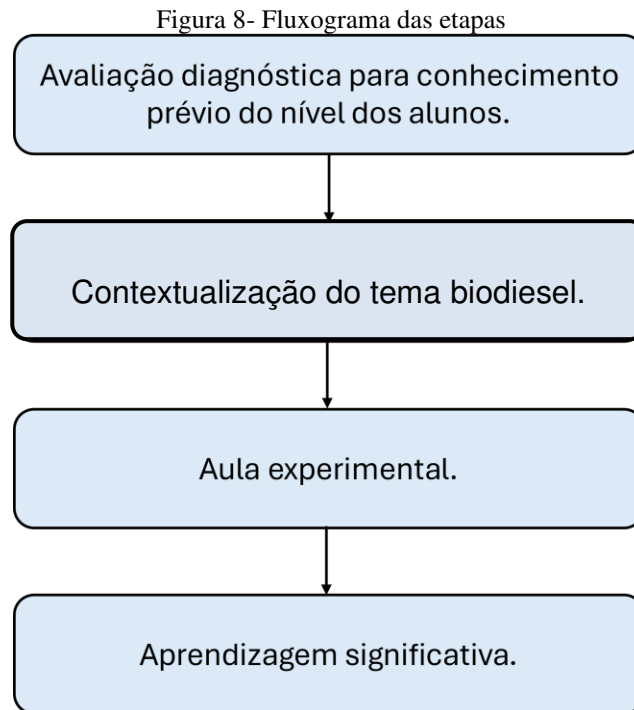 Figura 8- Fluxograma das etapas
Avaliação diagnóstica para conhecimento
prévio do nível dos alunos.
Contextualização do tema biodiesel.
Aula experimental.
Aprendizagem significativa.